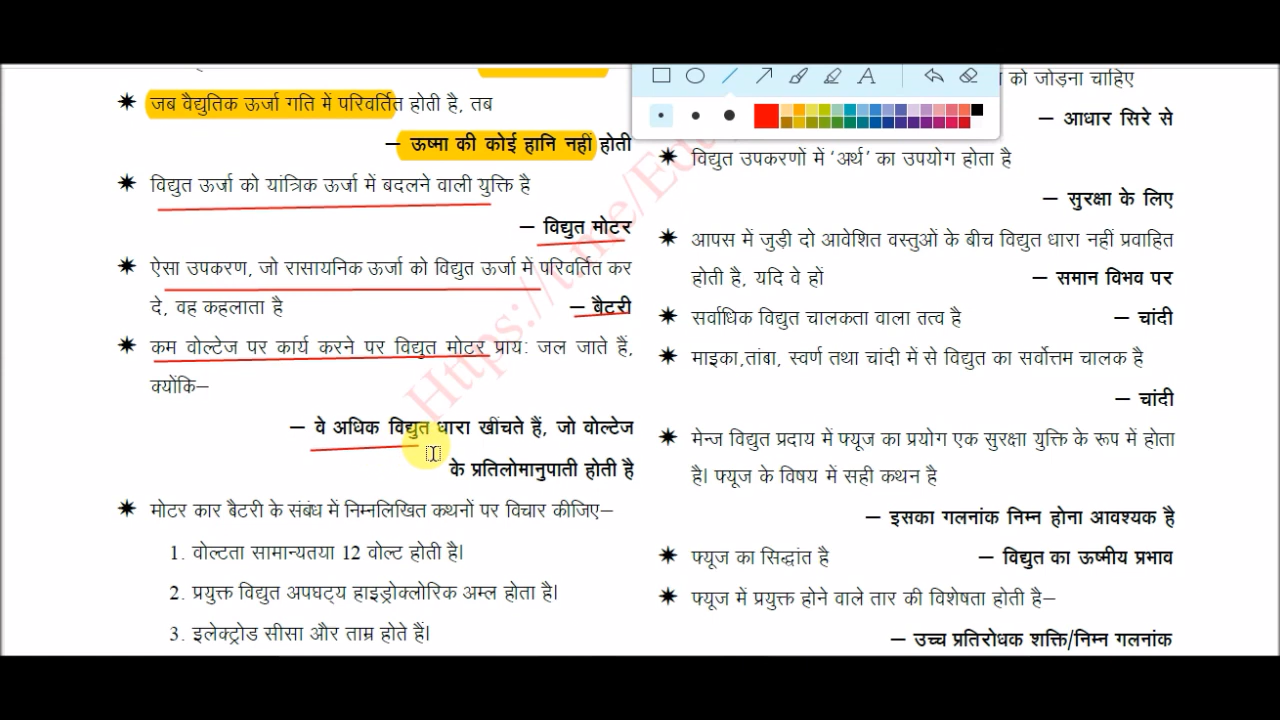 ✷ जब वैद्युतिक ऊर्जा गति में परिवर्तित होती है, तब
– ऊष्मा की कोई हानि नहीं होती
✷ विद्युत ऊर्जा को यांत्रिक ऊर्जा में बदलने वाली युक्ति है
– विद्युत मोटर
✷ ऐसा उपकरण, जो रासायनिक ऊर्जा को विद्युत ऊर्जा में परिवर्तित कर
दे, वह कहलाता है – बैटरी
✷ कम वोल्टेज पर कार्य करने पर विद्युत मोटर प्राय: जल जाते हैं,
क्योंकि–
– वे अधिक विद्युत धारा खींचते हैं, जो वोल्टेज
के प्रतिलोमानुपाती होती है
✷ मोटर कार बैटरी के संबंध में निम्नलिखित कथनों पर विचार कीजिए–
1. वोल्टता सामान्यतया 12 वोल्ट होती है।
2. प्रयुक्त विद्युत अपघट्य हाइड्रोक्लोरिक अम्ल होता है।
3. इलेक्ट्रोड सीसा और ताम्र होते हैं।
A
को जोड़ना चाहिए
– आधार सिरे से
✷ विद्युत उपकरणों में ‘अर्थ’ का उपयोग होता है
– सुरक्षा के लिए
✷ आपस में जुड़ी दो आवेशित वस्तुओं के बीच विद्युत धारा नहीं प्रवाहित
होती है, यदि वे हों – समान विभव पर
✷ सर्वाधिक विद्युत चालकता वाला तत्व है – चांदी
✷ माइका,तांबा, स्वर्ण तथा चांदी में से विद्युत का सर्वोत्तम चालक है
– चांदी
✷ मेन्ज विद्युत प्रदाय में फ्यूज का प्रयोग एक सुरक्षा युक्ति के रूप में होता
है। फ्यूज के विषय में सही कथन है
– इसका गलनांक निम्न होना आवश्यक है
✷ फ्यूज का सिद्धांत है – विद्युत का ऊष्मीय प्रभाव
✷ फ्यूज में प्रयुक्त होने वाले तार की विशेषता होती है–
– उच्च प्रतिरोधक शक्ति/निम्न गलनांक